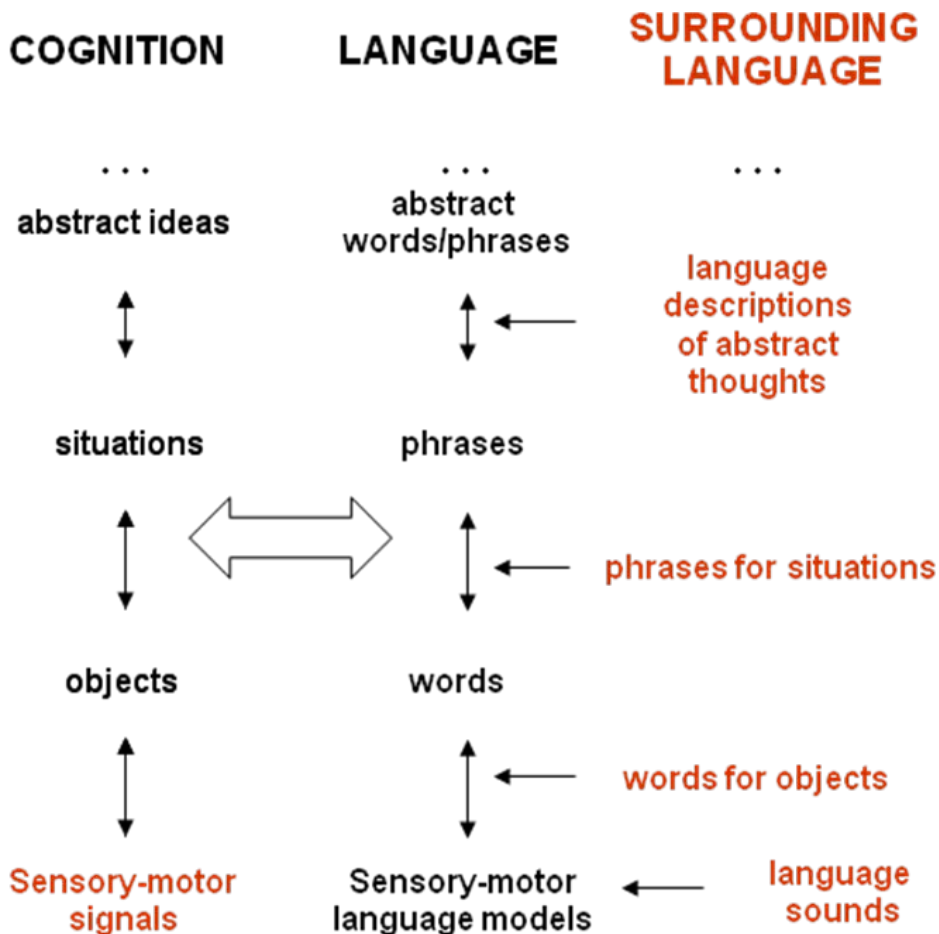 COGNITION LANGUAGE SURROUNDING
LANGUAGE
... ... ...
abstract ideas
abstract
words/phrases
language
descriptions
of abstract
thoughts
situations
phrases
phrases for situations
objects
words
words for objects
Sensory-motor
signals
Sensory-motor
language models
language
sounds